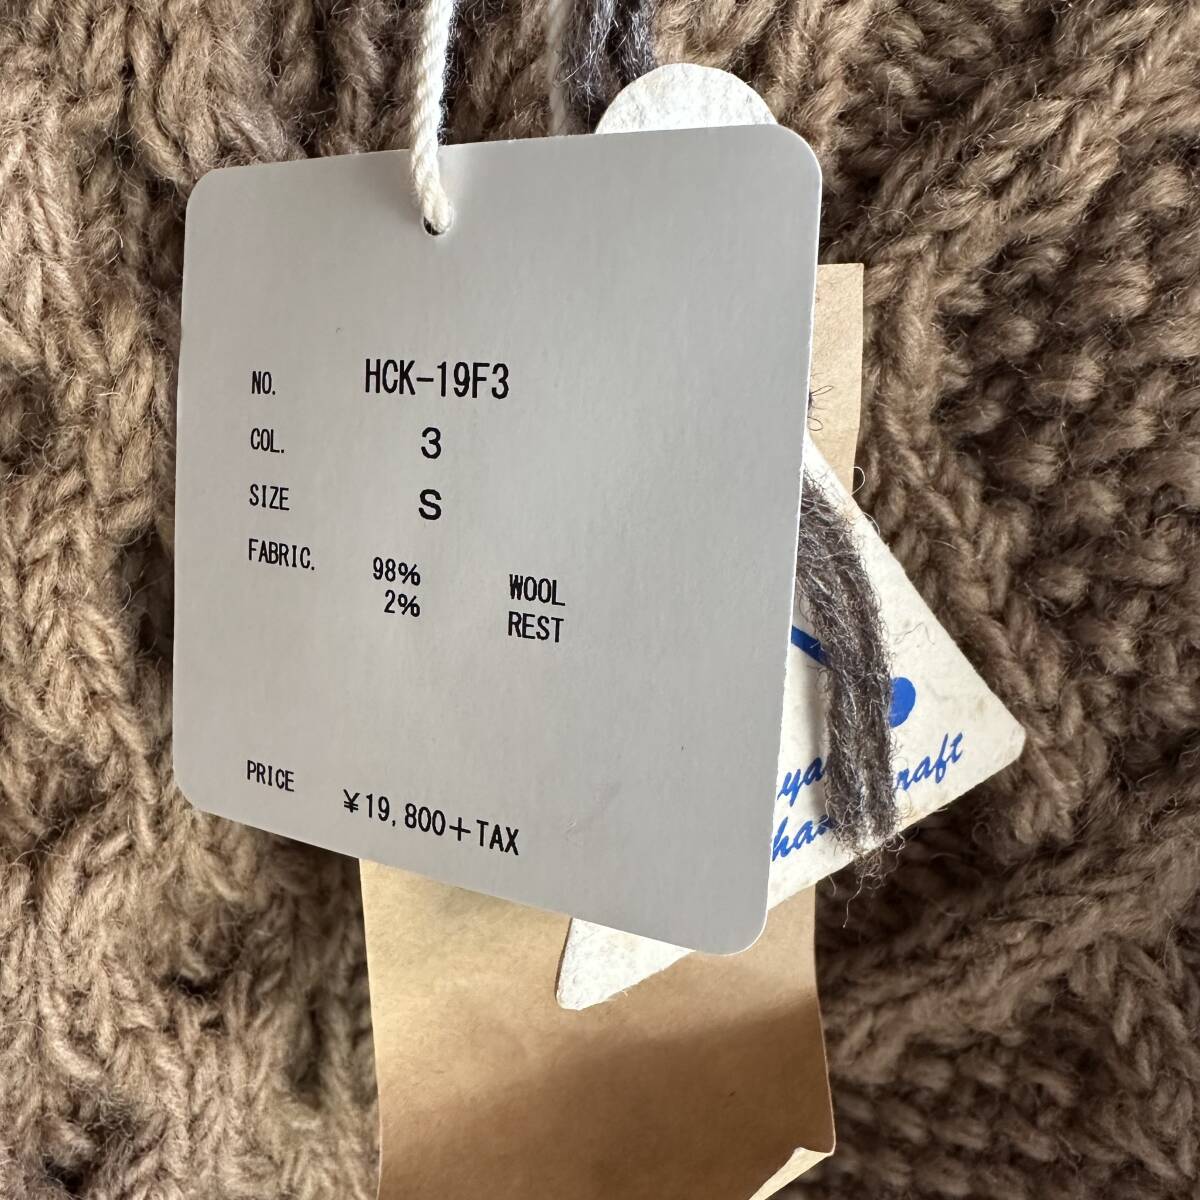 NO. HCK-19F3
COL. 3
SIZE S
FABRIC. 98% WOOL
2% REST
PRICE ¥19,800+TAX